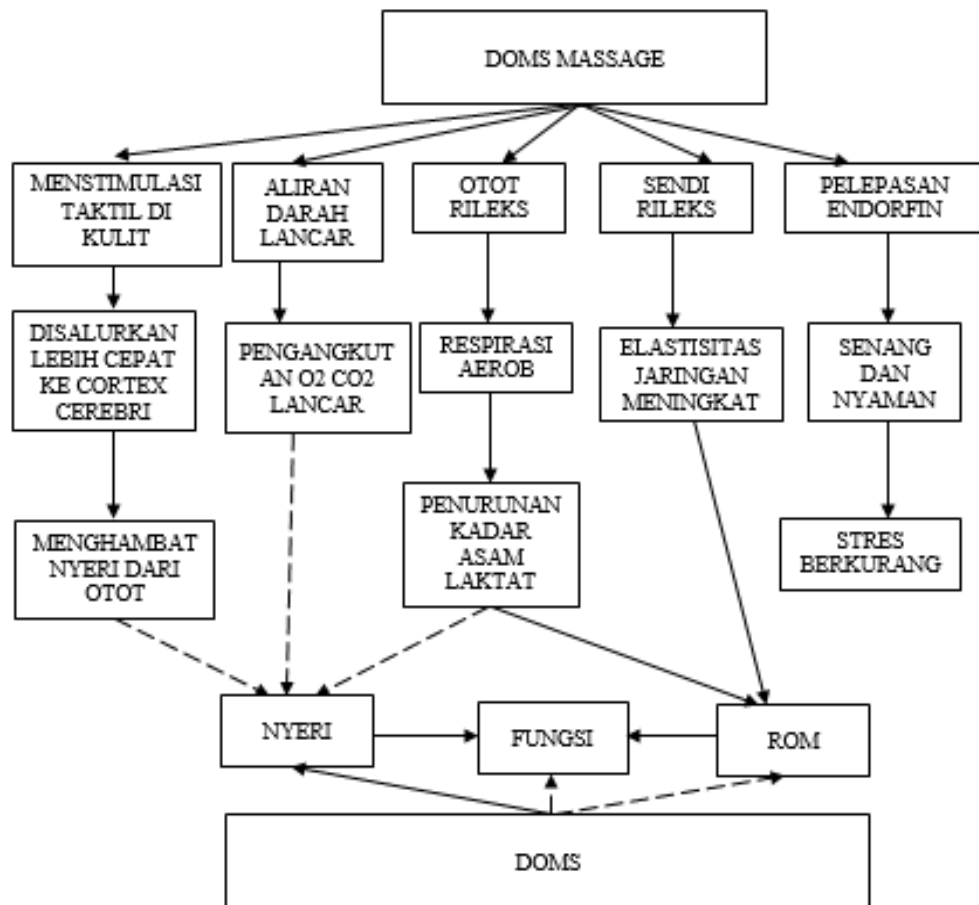 DOMS MASSAGE
MENSTIMULASI
TAKTIL DI
KULIT
ALIRAN
DARAH
LANCAR
OTOT
RILEKS
SENDI
RILEKS
PELEPASAN
ENDORFIN
DISALURKAN
LEBIH CEPAT
KE CORTEX
CEREBRI
PENGANGKUT
AN O2 CO2
LANCAR
RESPIRASI
AEROB
ELASTISITAS
JARINGAN
MENINGKAT
SENANG
DAN
NYAMAN
MENGHAMBAT
NYERI DARI
OTOT
PENURUNAN
KADAR
ASAM
LAKTAT
STRES
BERKURANG
NYERI
FUNGSI
ROM
DOMS